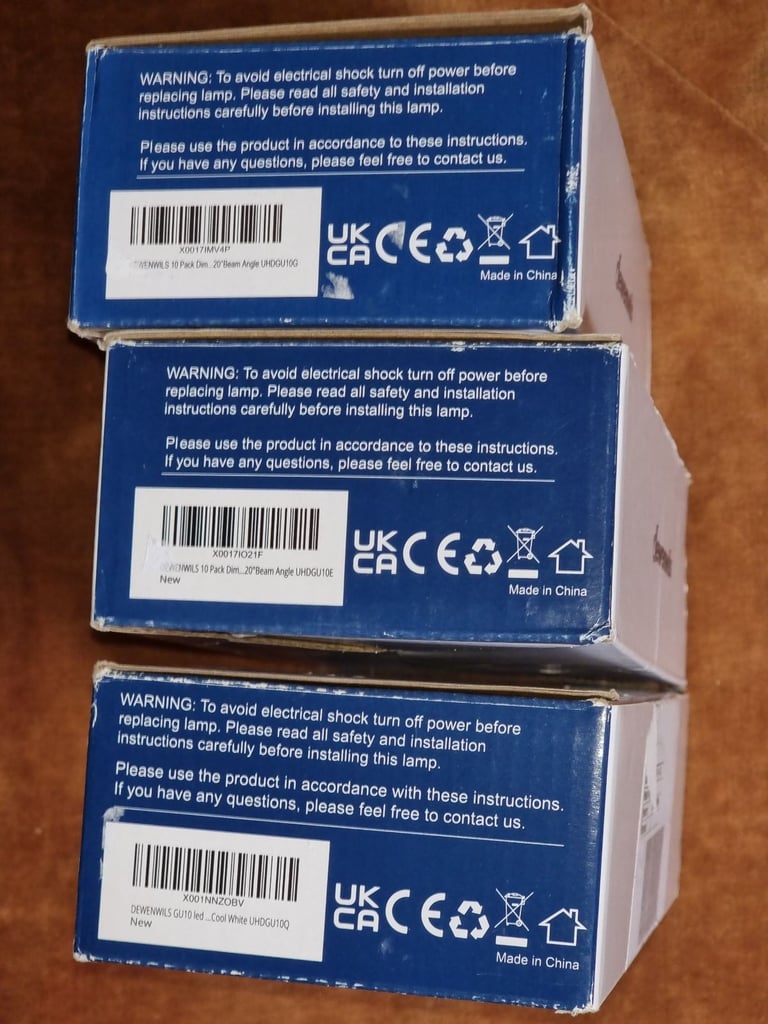 WARNING: To avoid electrical shock turn off power before
replacing lamp. Please read all safety and installation
instructions carefully before installing this lamp.
Please use the product in accordance to these instructions.
If you have any questions, please feel free to contact us.
X0017IMV4P
DEWENWILS 10 Pack Dim...20°Beam Angle UHDGU10G
UK
CA CE
Made in China
WARNING: To avoid electrical shock turn off power before
replacing lamp. Please read all safety and installation
instructions carefully before installing this lamp.
Please use the product in accordance to these instructions.
If you have any questions, please feel free to contact us.
X0017IO21F
DEWENWILS 10 Pack Dim...20°Beam Angle UHDGU10E
New
UK
CA CE
Made in China
WARNING: To avoid electrical shock turn off power before
replacing lamp. Please read all safety and installation
instructions carefully before installing this lamp.
Please use the product in accordance with these instructions.
If you have any questions, please feel free to contact us.
X001NNZOBV
DEWENWILS GU10 led ...Cool White UHDGU10Q
New
UK
CA CE
Made in China